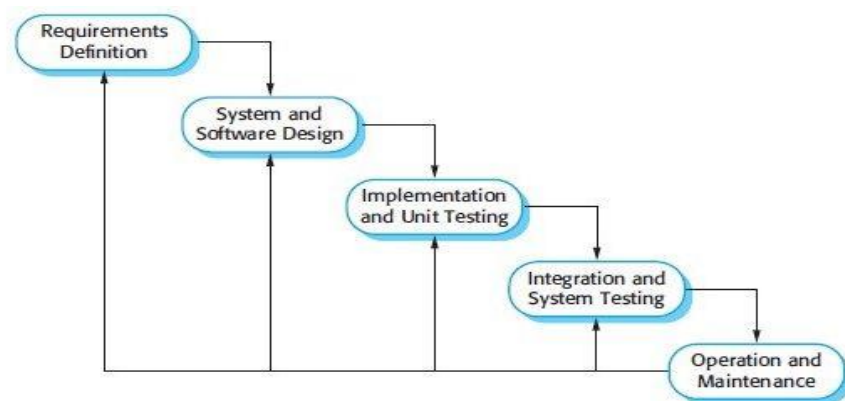 Requirements
Definition
System and
Software Design
Implementation
and Unit Testing
Integration and
System Testing
Operation and
Maintenance